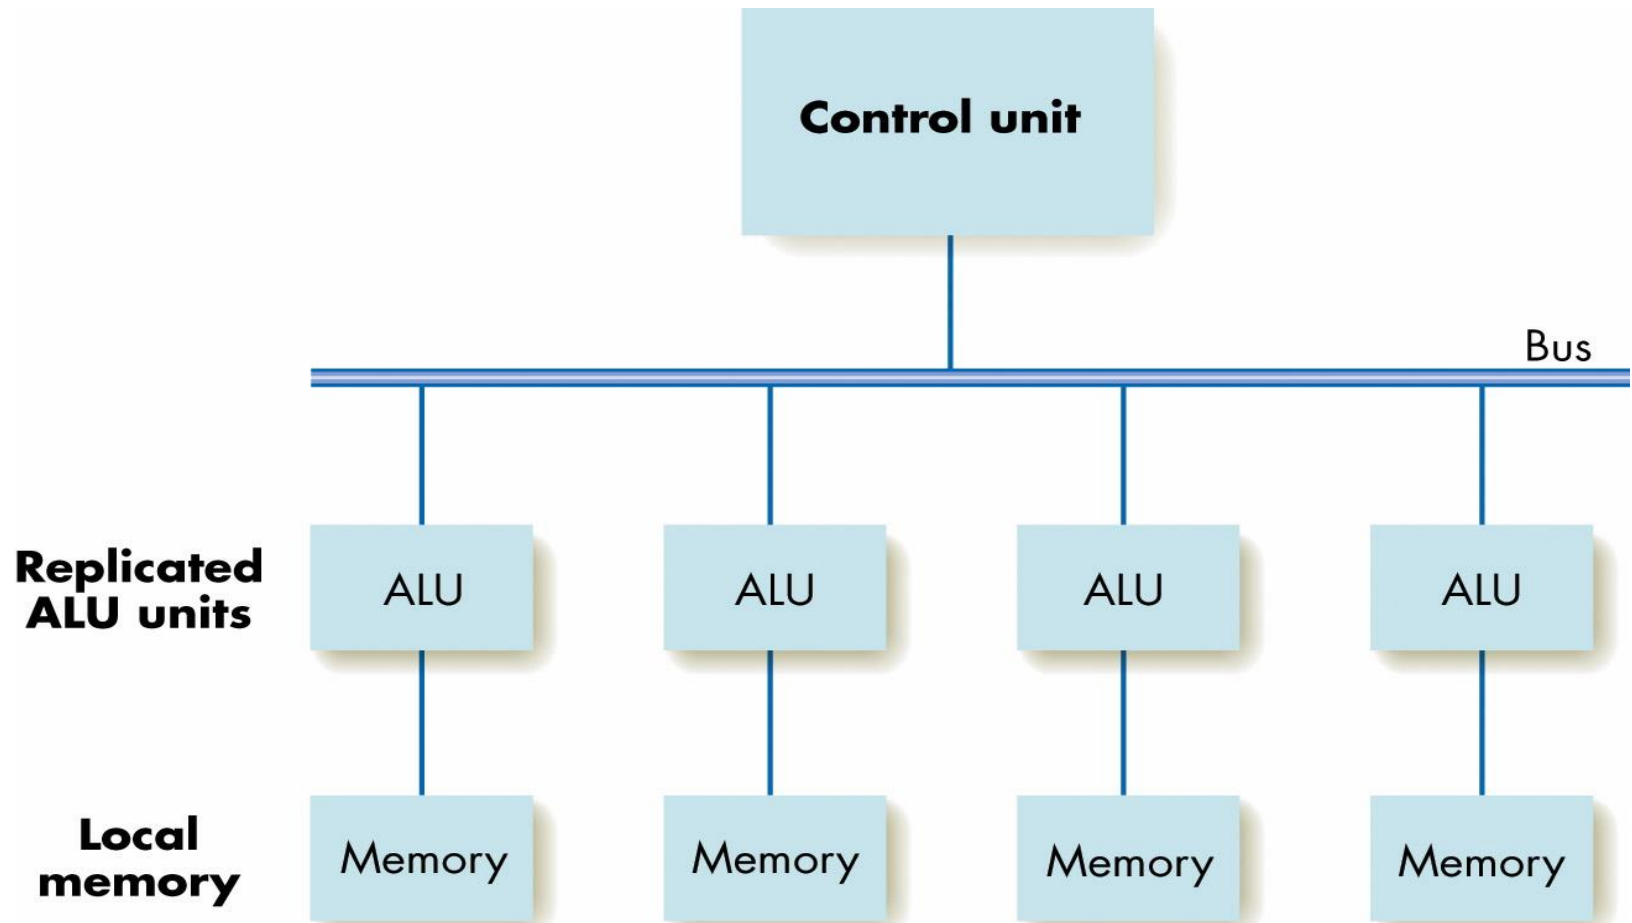 Control unit
Bus
Replicated
ALU units
ALU
ALU
ALU
ALU
Local
memory
Memory
Memory
Memory
Memory